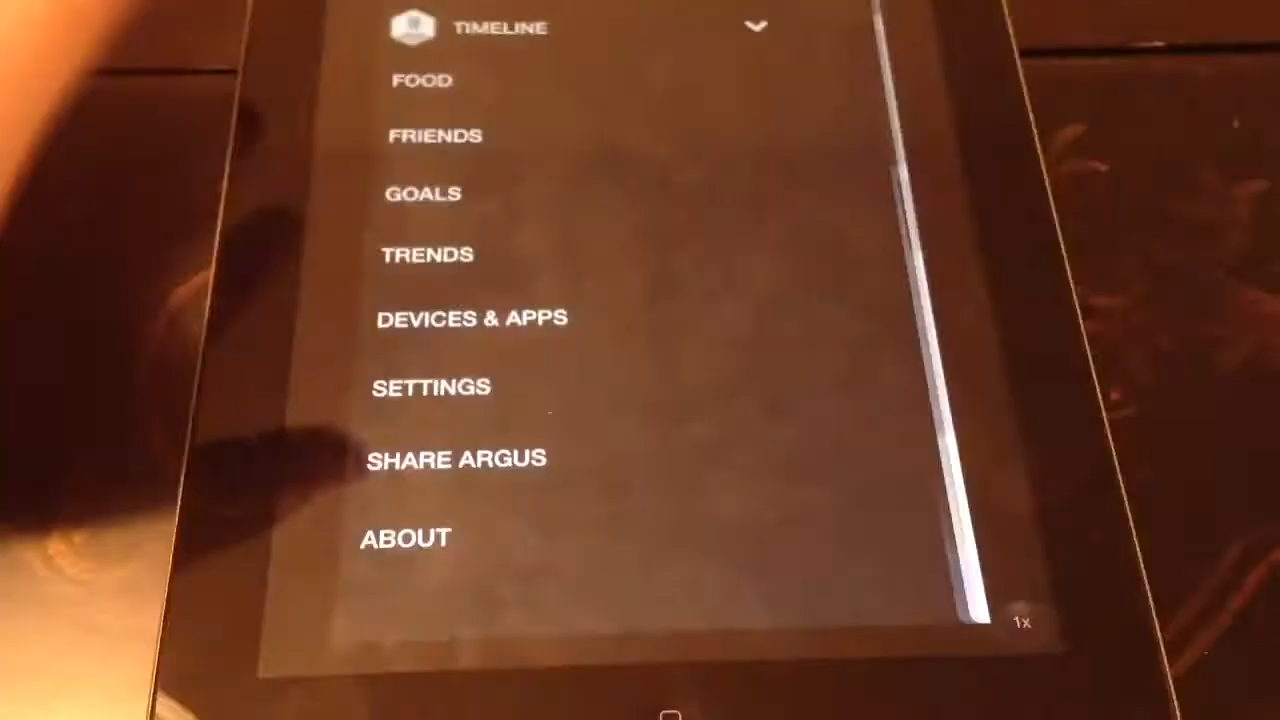 TIMELINE
FOOD
FRIENDS
GOALS
TRENDS
DEVICES & APPS
SETTINGS
SHARE ARGUS
ABOUT
1x